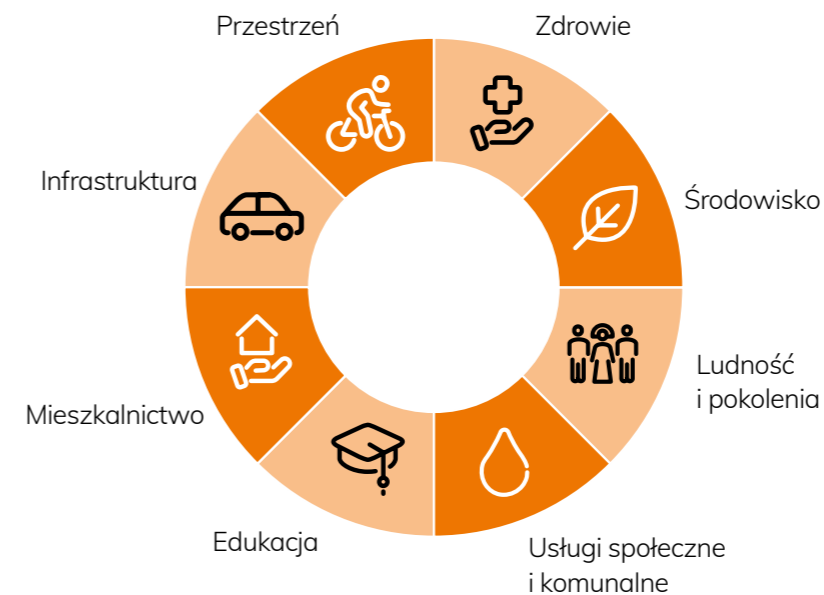 Przestrzeń
Zdrowie
Infrastruktura
Środowisko
Ludność
i pokolenia
Mieszkalnictwo
Edukacja
Usługi społeczne
i komunalne